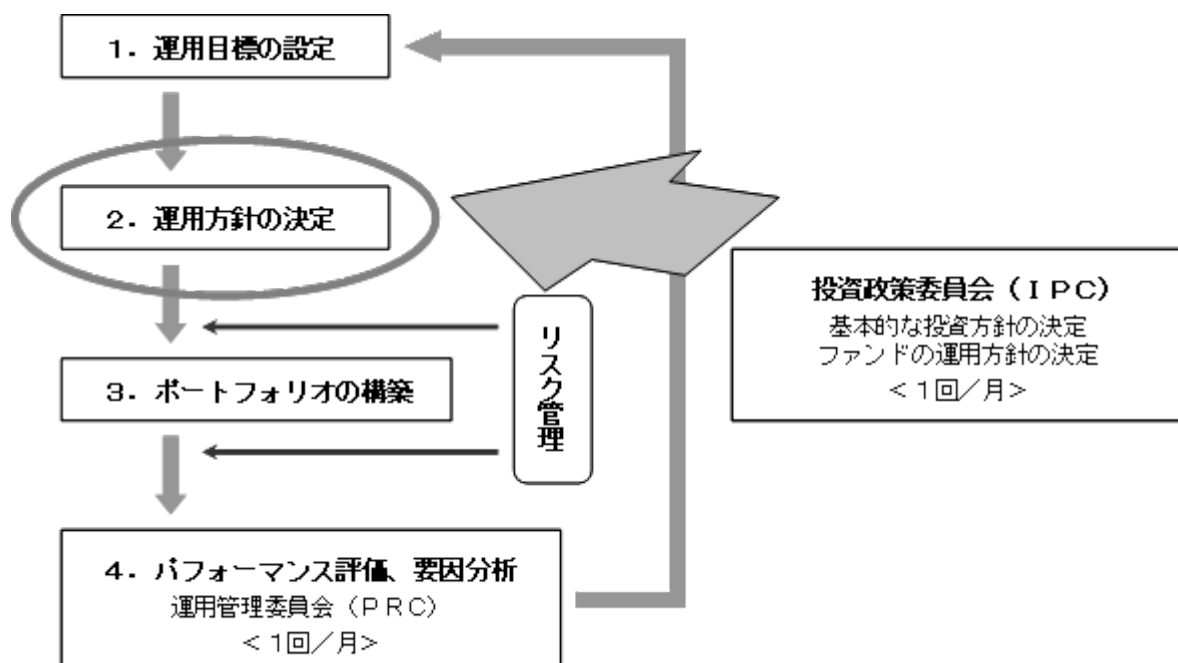 １．運用目標の設定
２．運用方針の決定
３．ポートフォリオの構築
リスク管理
投資政策委員会（ＩＰＣ）
基本的な投資方針の決定
ファンドの運用方針の決定
＜１回／月＞
４．パフォーマンス評価、要因分析
運用管理委員会（ＰＲＣ）
＜１回／月＞